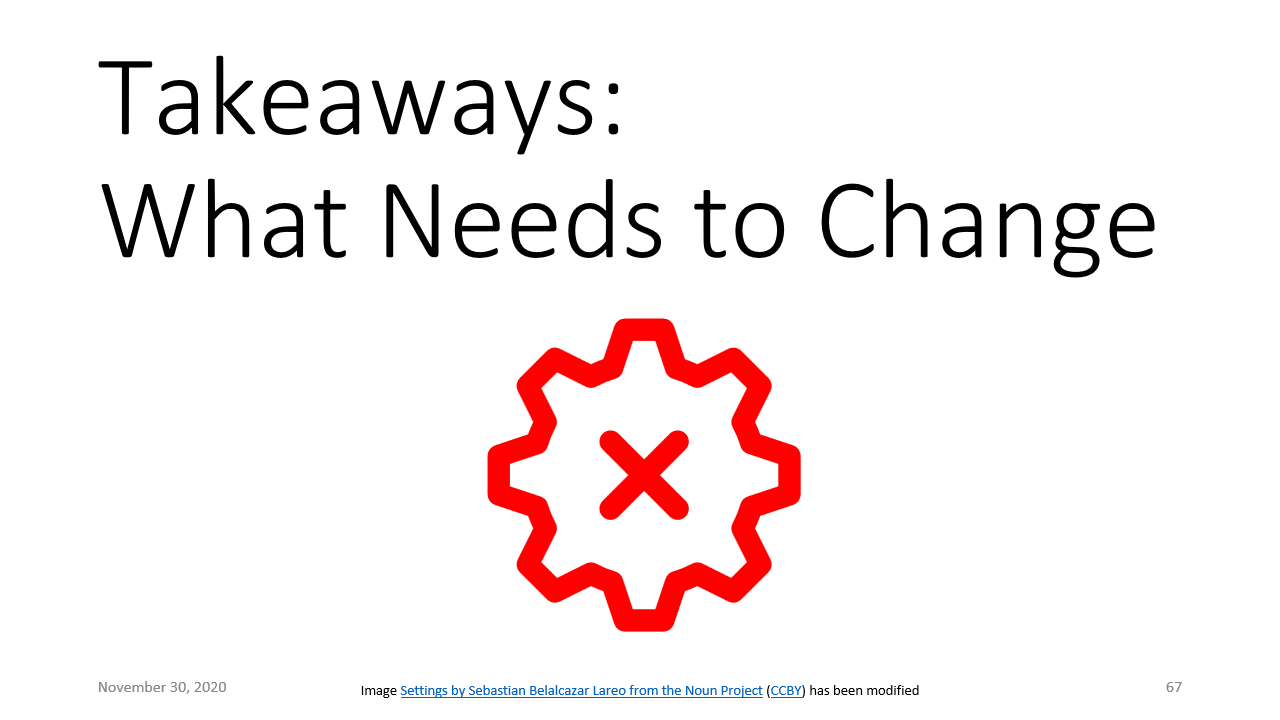 Takeaways:
What Needs to Change
November 30, 2020
Image Settings by Sebastian Belalcazar Lareo from the Noun Project (CCBY) has been modified
67